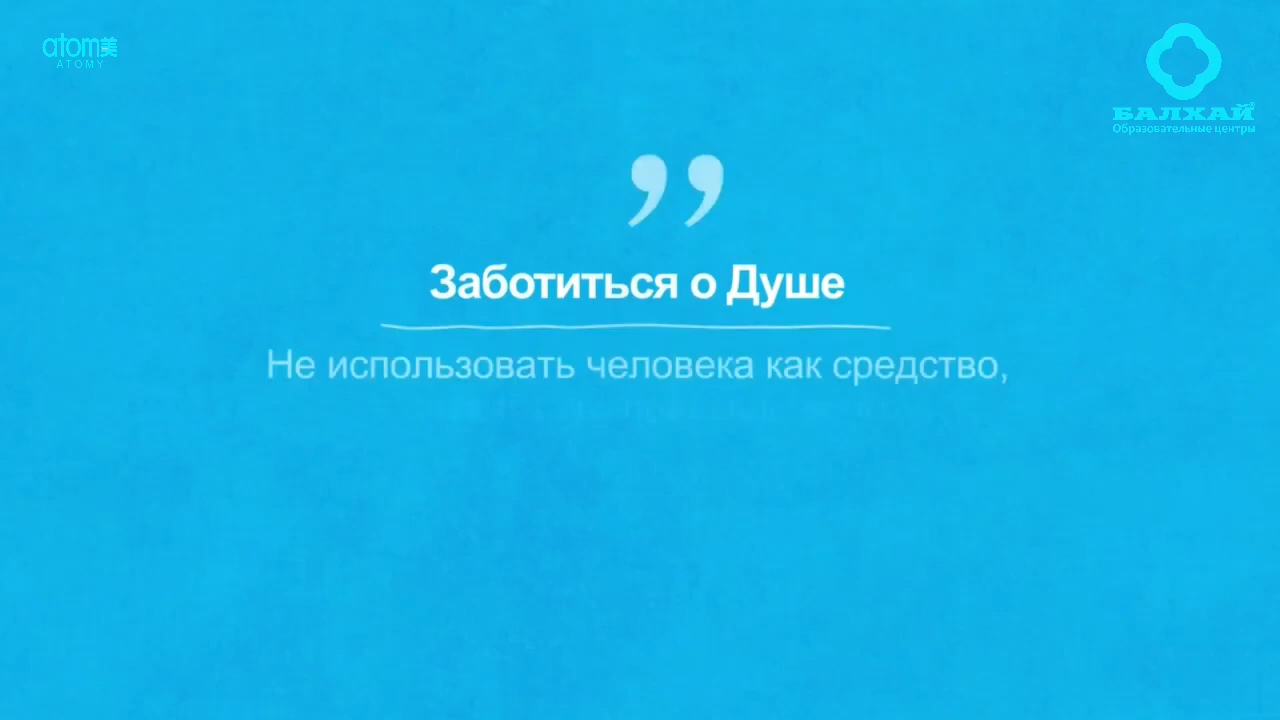 atom美
ATOMY
БАЛХАЙ
Образовательные центры
”
Заботиться о Душе
Не использовать человека как средство,